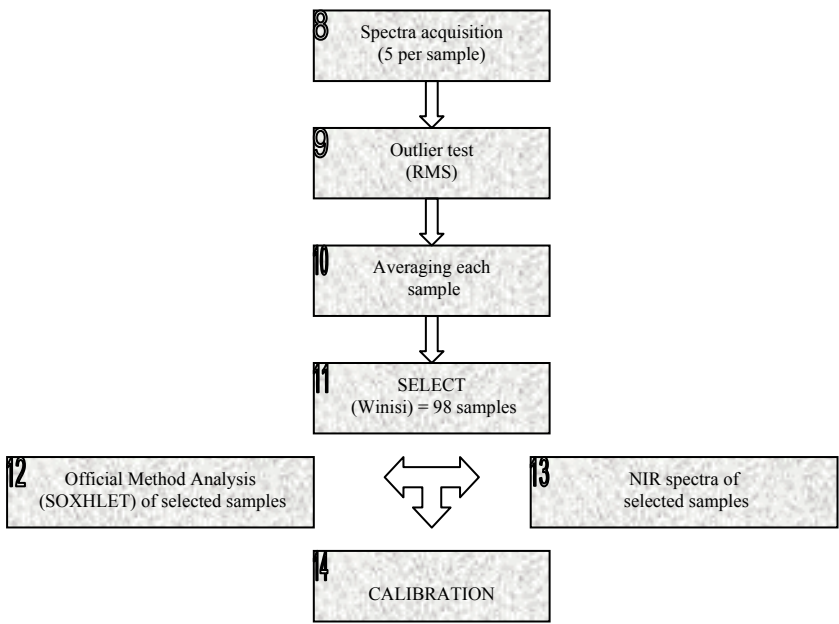 8
Spectra acquisition
(5 per sample)
9
Outlier test
(RMS)
10
Averaging each
sample
11
SELECT
(Winisi) = 98 samples
12
Official Method Analysis
(SOXHLET) of selected samples
13
NIR spectra of
selected samples
14
CALIBRATION